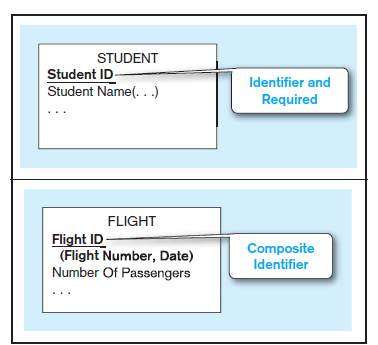 STUDENT
Student ID
Student Name(. . .)
. . .
Identifier and
Required
FLIGHT
Flight ID
(Flight Number, Date)
Number Of Passengers
. . .
Composite
Identifier